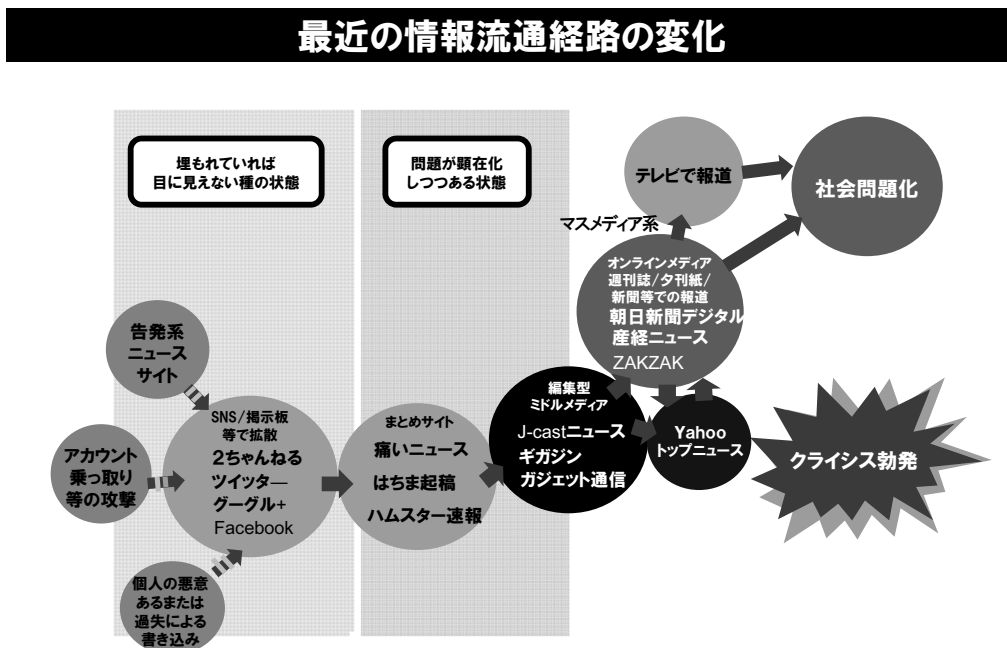 最近の情報流通経路の変化
埋もれていれば
目に見えない種の状態
問題が顕在化
しつつある状態
告発系
ニュース
サイト
アカウント
乗っ取り
等の攻撃
個人の悪意
あるまたは
過失による
書き込み
SNS/掲示板
等で拡散
2ちゃんねる
ツイッター
グーグル+
Facebook
まとめサイト
痛いニュース
はちま起稿
ハムスター速報
編集型
ミドルメディア
J-castニュース
ギガジン
ガジェット通信
マスメディア系
オンラインメディア
週刊誌/夕刊紙/
新聞等での報道
朝日新聞デジタル
産経ニュース
ZAKZAK
Yahoo
トップニュース
テレビで報道
社会問題化
クライシス勃発